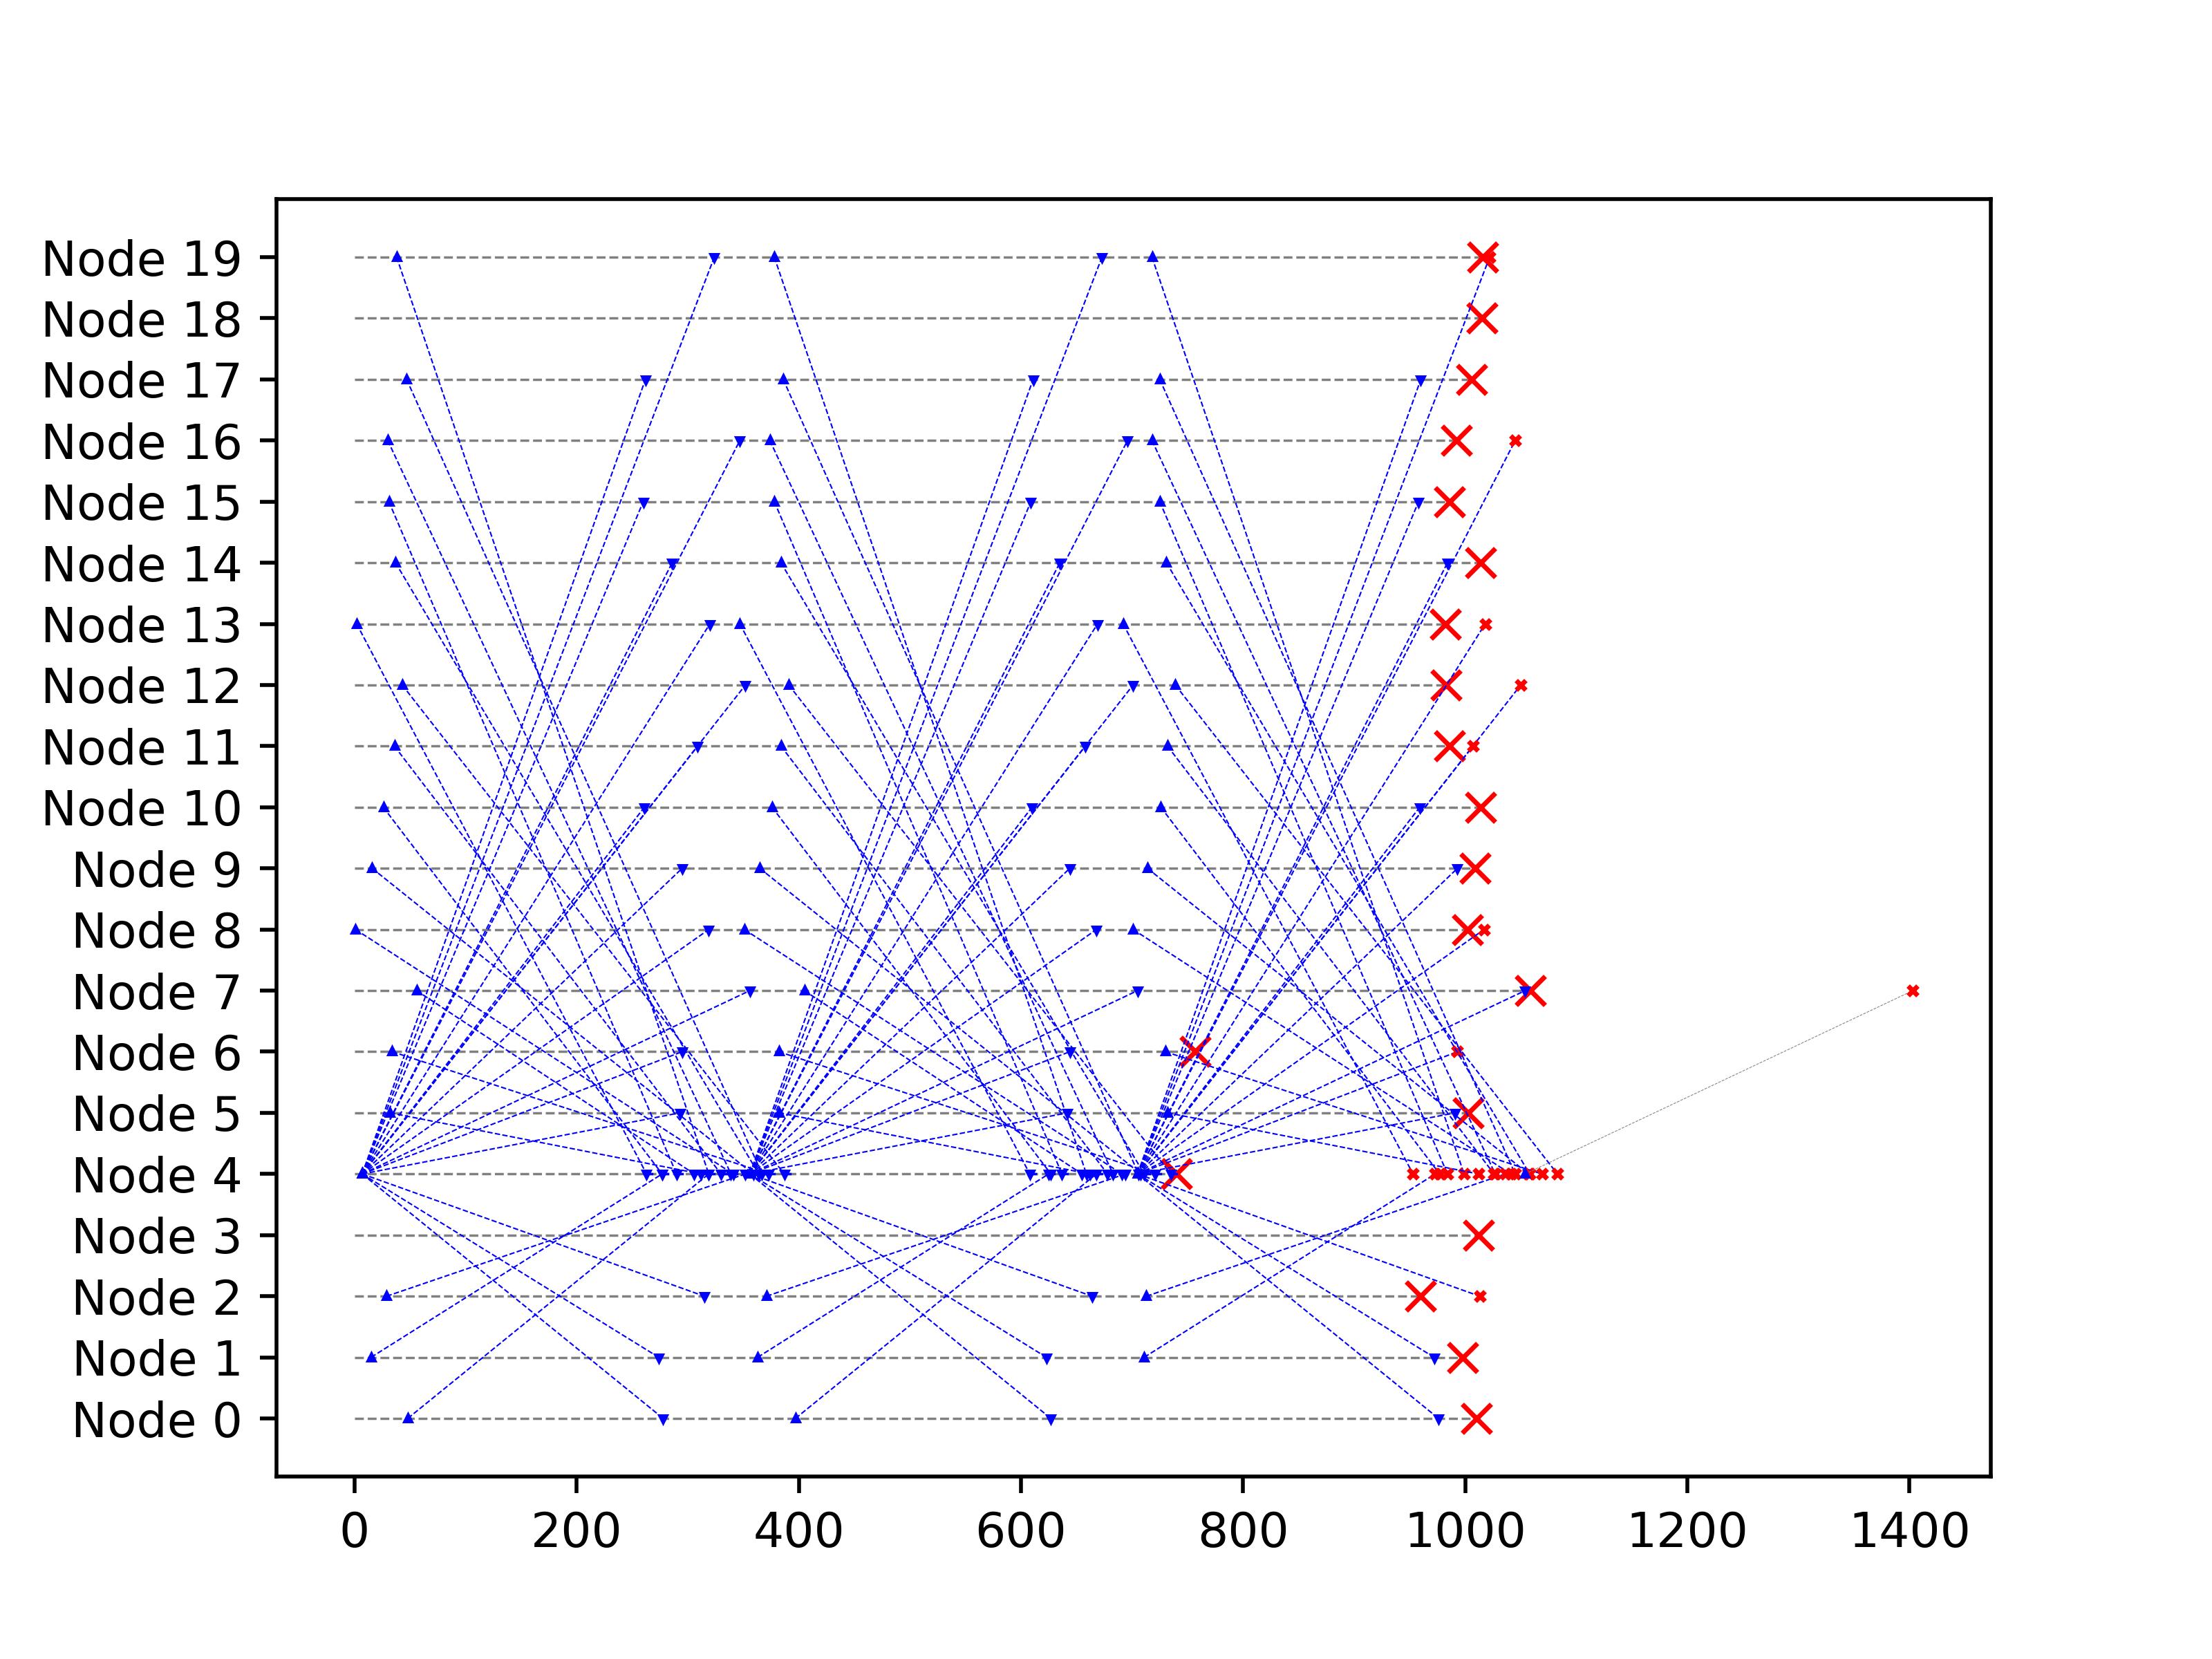 Node 19
Node 18
Node 17
Node 16
Node 15
Node 14
Node 13
Node 12
Node 11
Node 10
Node 9
Node 8
Node 7
Node 6
Node 5
Node 4
Node 3
Node 2
Node 1
Node 0
0 200 400 600 800 1000 1200 1400